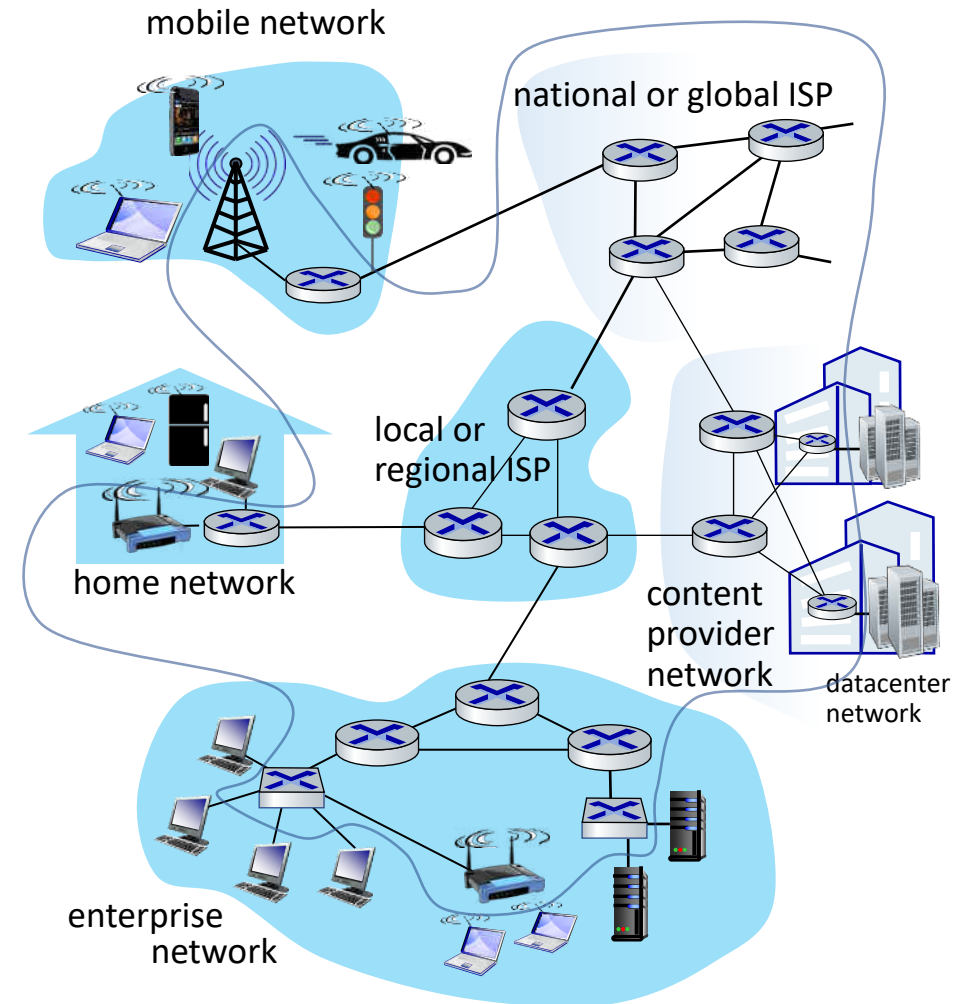 mobile network
national or global ISP
local or
regional ISP
home network
content
provider
network
datacenter
network
enterprise
network